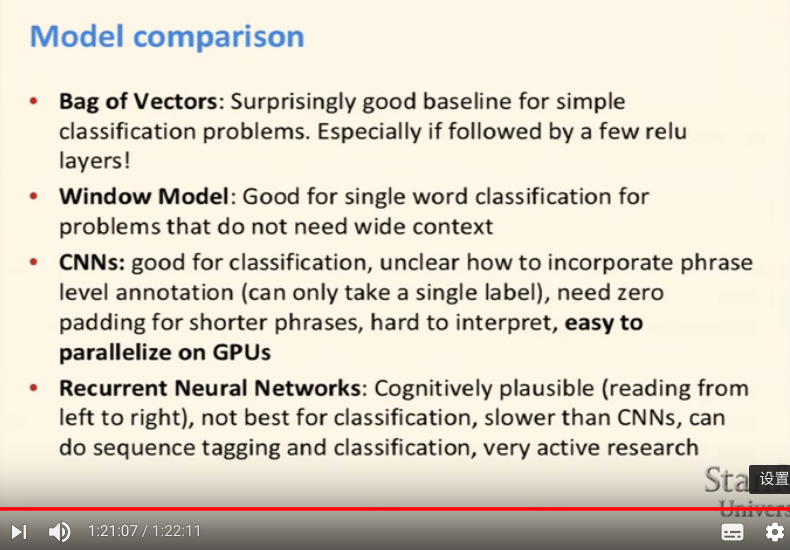 Model comparison
• Bag of Vectors: Surprisingly good baseline for simple
classification problems. Especially if followed by a few relu
layers!
• Window Model: Good for single word classification for
problems that do not need wide context
• CNNs: good for classification, unclear how to incorporate phrase
level annotation (can only take a single label), need zero
padding for shorter phrases, hard to interpret, easy to
parallelize on GPUs
• Recurrent Neural Networks: Cognitively plausible (reading from
left to right), not best for classification, slower than CNNs, can
do sequence tagging and classification, very active research
设置
1:21:07 / 1:22:11